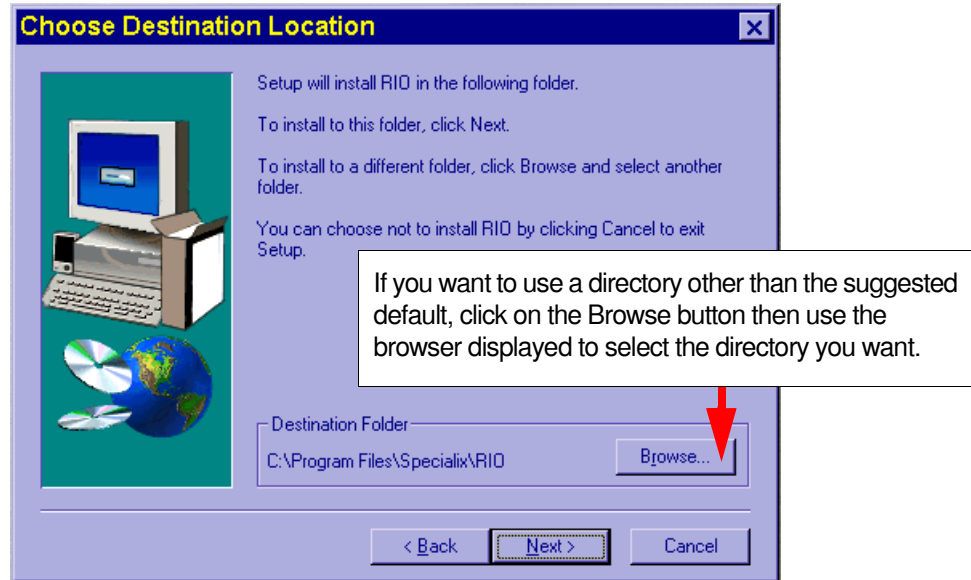 Choose Destination Location
Setup will install RIO in the following folder.
To install to this folder, click Next.
To install to a different folder, click Browse and select another
folder.
You can choose not to install RIO by clicking Cancel to exit
Setup.
If you want to use a directory other than the suggested
default, click on the Browse button then use the
browser displayed to select the directory you want.
Destination Folder
C:\Program Files\Specialix\RIO
Browse...
< Back
Next >
Cancel